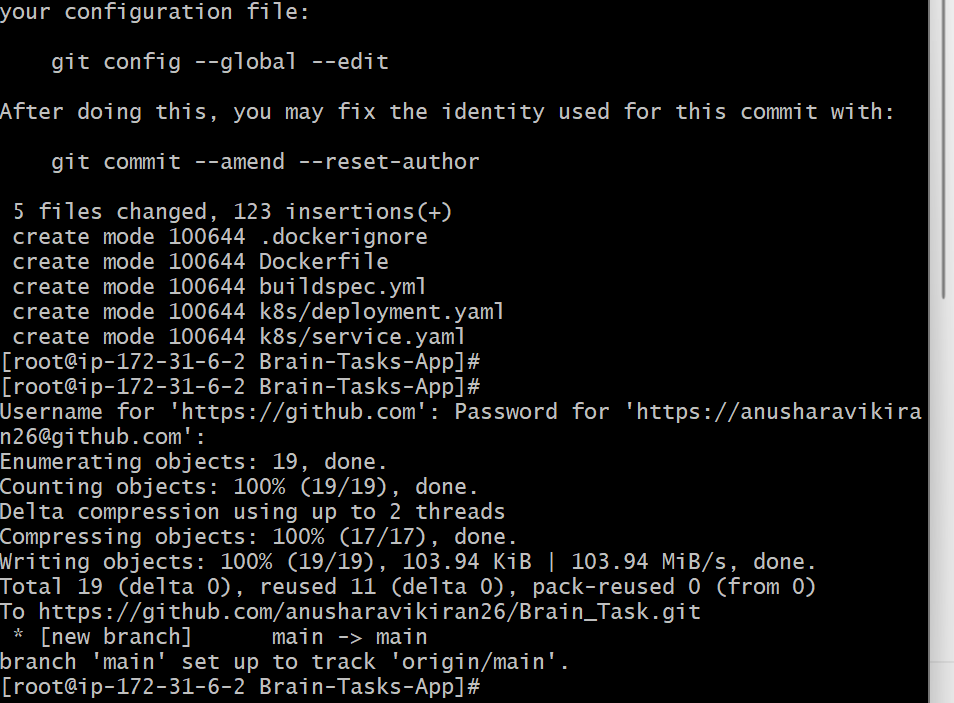 your configuration file:
git config --global --edit
After doing this, you may fix the identity used for this commit with:
git commit --amend --reset-author
5 files changed, 123 insertions(+)
create mode 100644 .dockerignore
create mode 100644 Dockerfile
create mode 100644 buildspec.yml
create mode 100644 k8s/deployment.yaml
create mode 100644 k8s/service.yaml
[root@ip-172-31-6-2 Brain-Tasks-App]#
[root@ip-172-31-6-2 Brain-Tasks-App]#
Username for 'https://github.com': Password for 'https://anusharavikira
n26@github.com':
Enumerating objects: 19, done.
Counting objects: 100% (19/19), done.
Delta compression using up to 2 threads
Compressing objects: 100% (17/17), done.
Writing objects: 100% (19/19), 103.94 KiB | 103.94 MiB/s, done.
Total 19 (delta 0), reused 11 (delta 0), pack-reused 0 (from 0)
To https://github.com/anusharavikiran26/Brain_Task.git
* [new branch]      main -> main
branch 'main' set up to track 'origin/main'.
[root@ip-172-31-6-2 Brain-Tasks-App]#